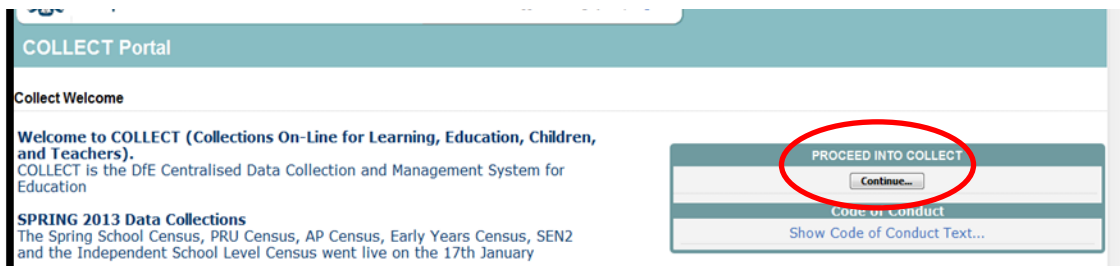 COLLECT Portal
Collect Welcome
Welcome to COLLECT (Collections On-Line for Learning, Education, Children,
and Teachers).
COLLECT is the DfE Centralised Data Collection and Management System for
Education
SPRING 2013 Data Collections
The Spring School Census, PRU Census, AP Census, Early Years Census, SEN2
and the Independent School Level Census went live on the 17th January
PROCEED INTO COLLECT
Continue...
Code of Conduct
Show Code of Conduct Text...